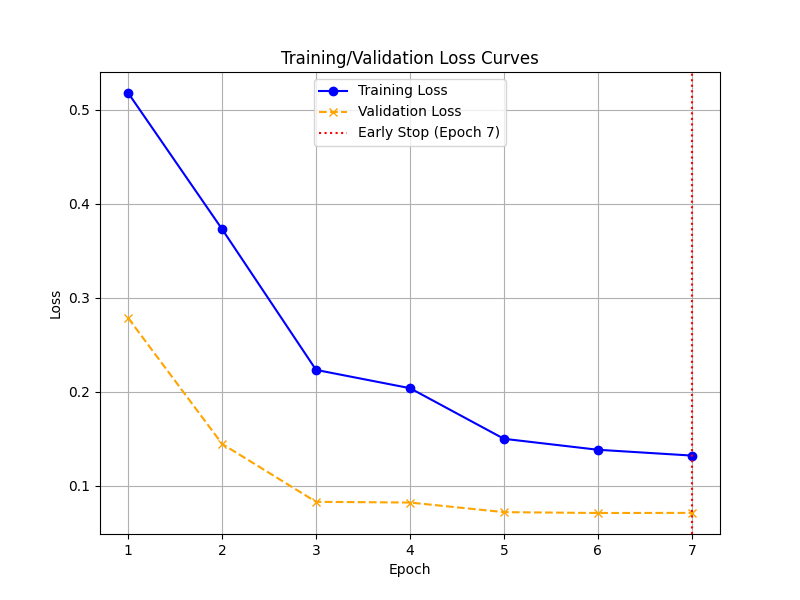 Training/Validation Loss Curves
Training Loss
Validation Loss
Early Stop (Epoch 7)
0.5
0.4
0.3
0.2
0.1
Loss
1 2 3 4 5 6 7
Epoch